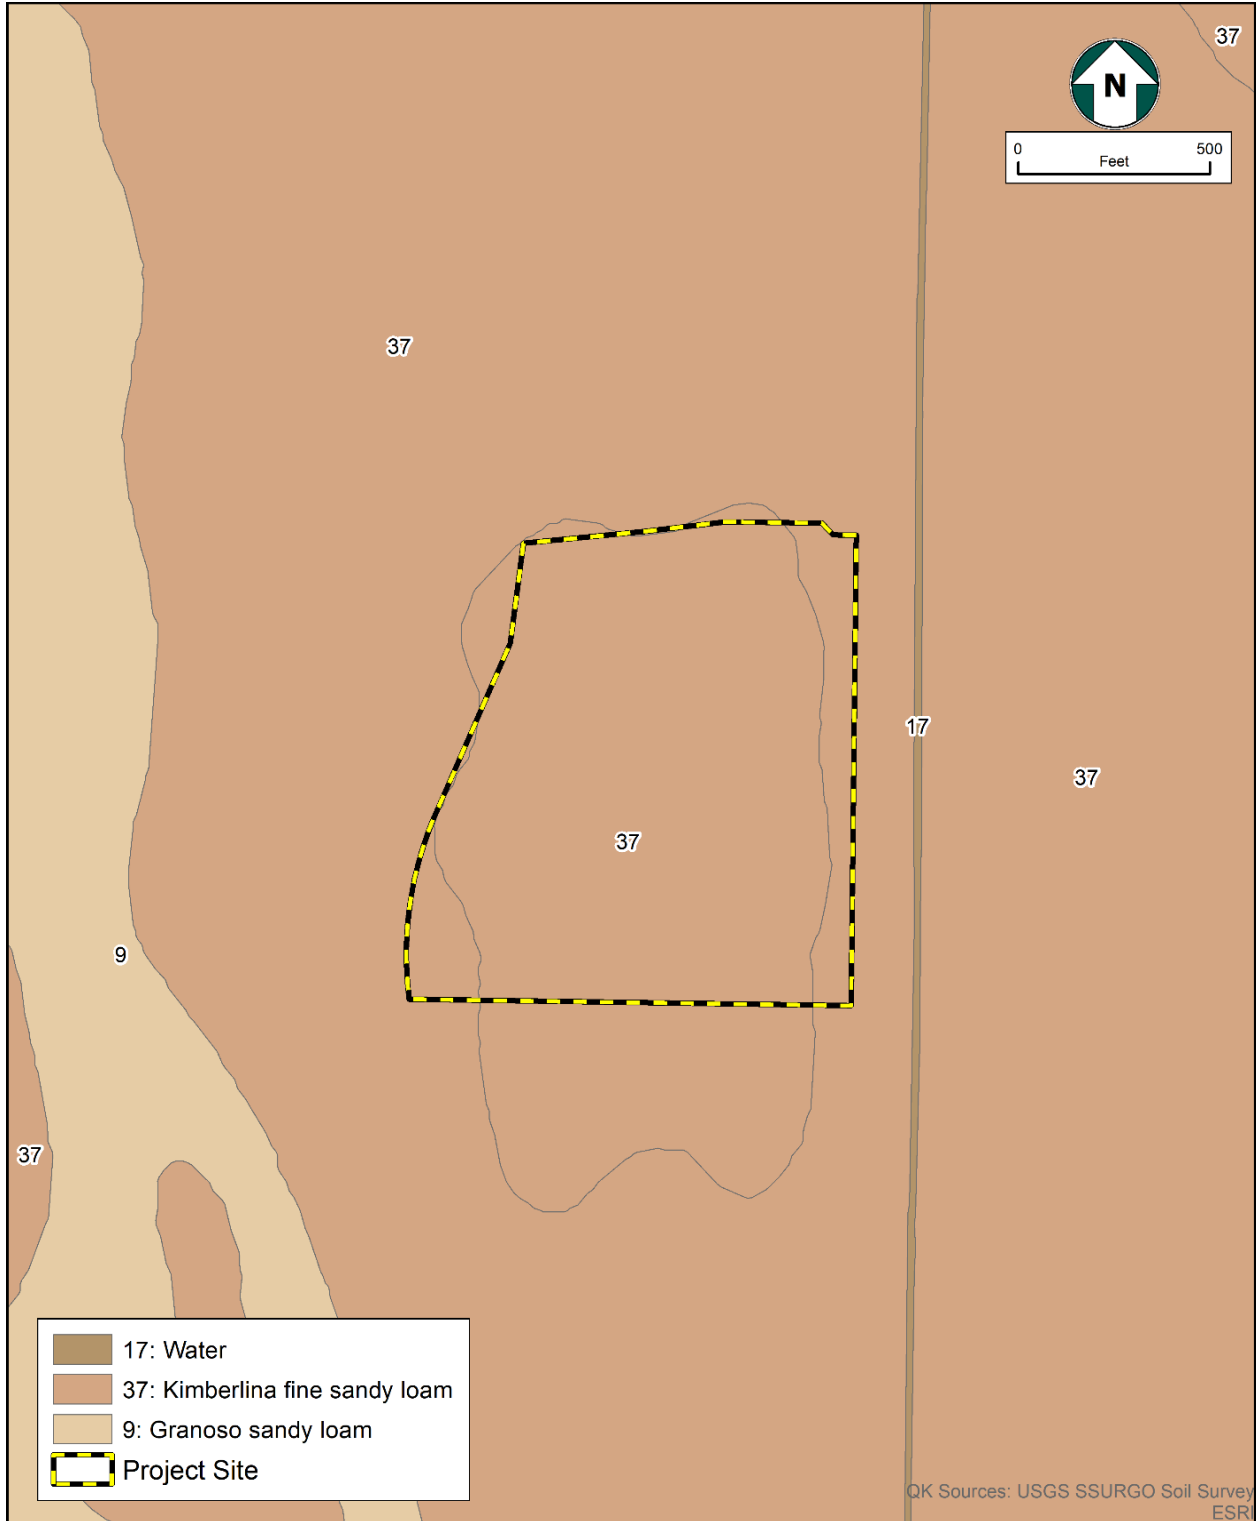 37
N
0 500
Feet
37
17
37
37
9
37
17: Water
37: Kimberlina fine sandy loam
9: Granoso sandy loam
Project Site
QK Sources: USGS SSURGO Soil Survey
ESRI